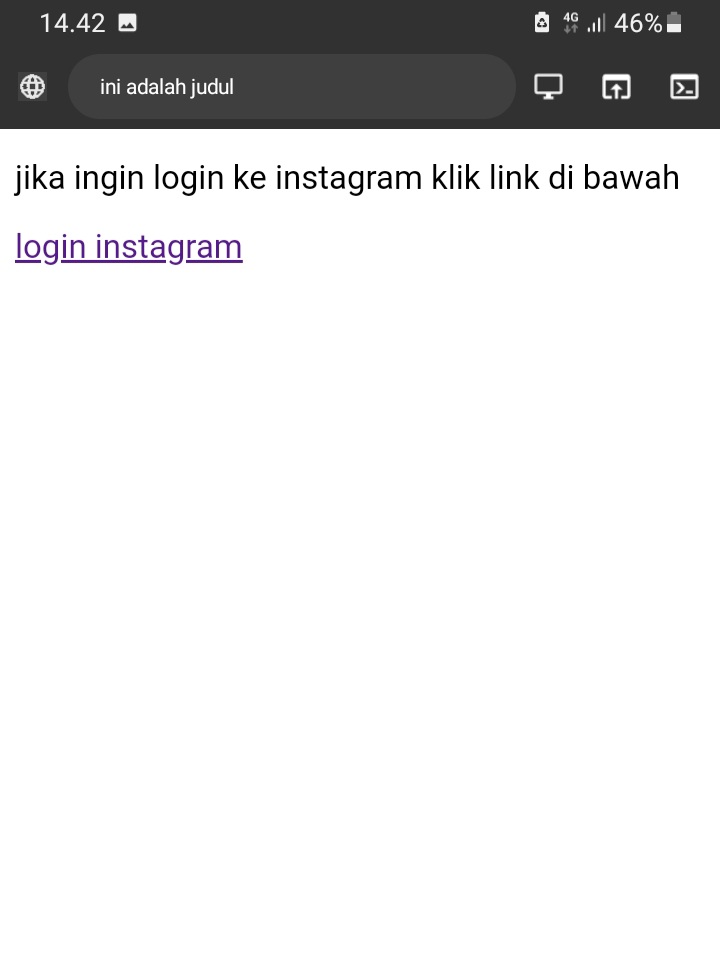 14.42
4G
46%
ini adalah judul
jika ingin login ke instagram klik link di bawah
login instagram